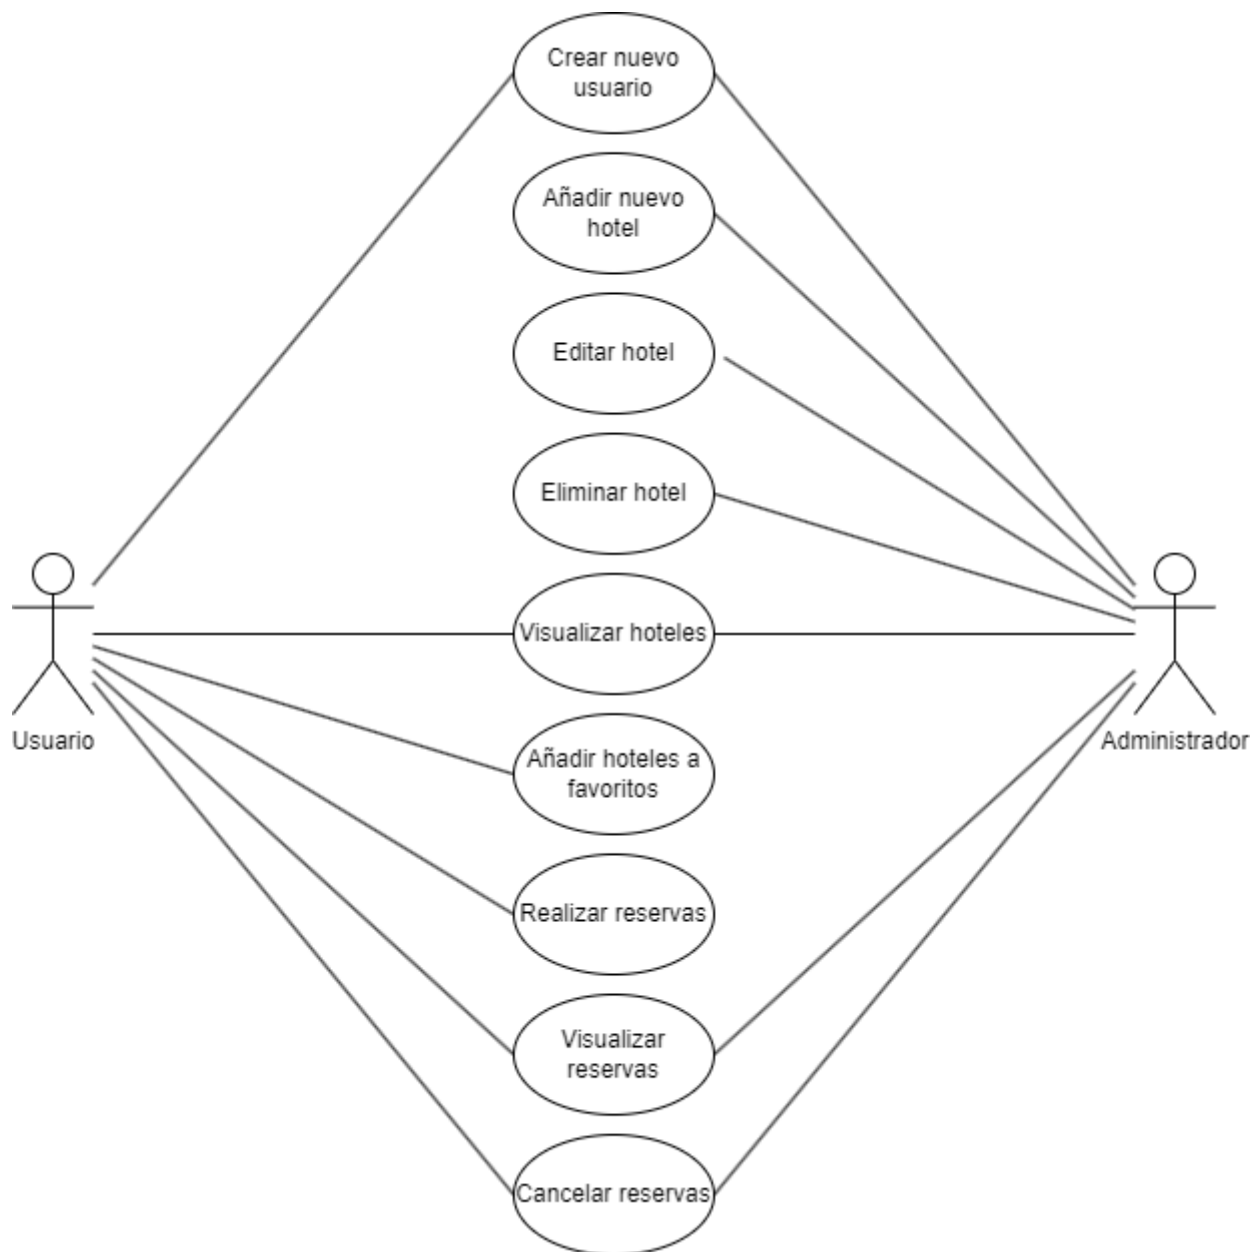 Crear nuevo
usuario
Añadir nuevo
hotel
Editar hotel
Eliminar hotel
Visualizar hoteles
Usuario
Administrador
Añadir hoteles a
favoritos
Realizar reservas
Visualizar
reservas
Cancelar reservas